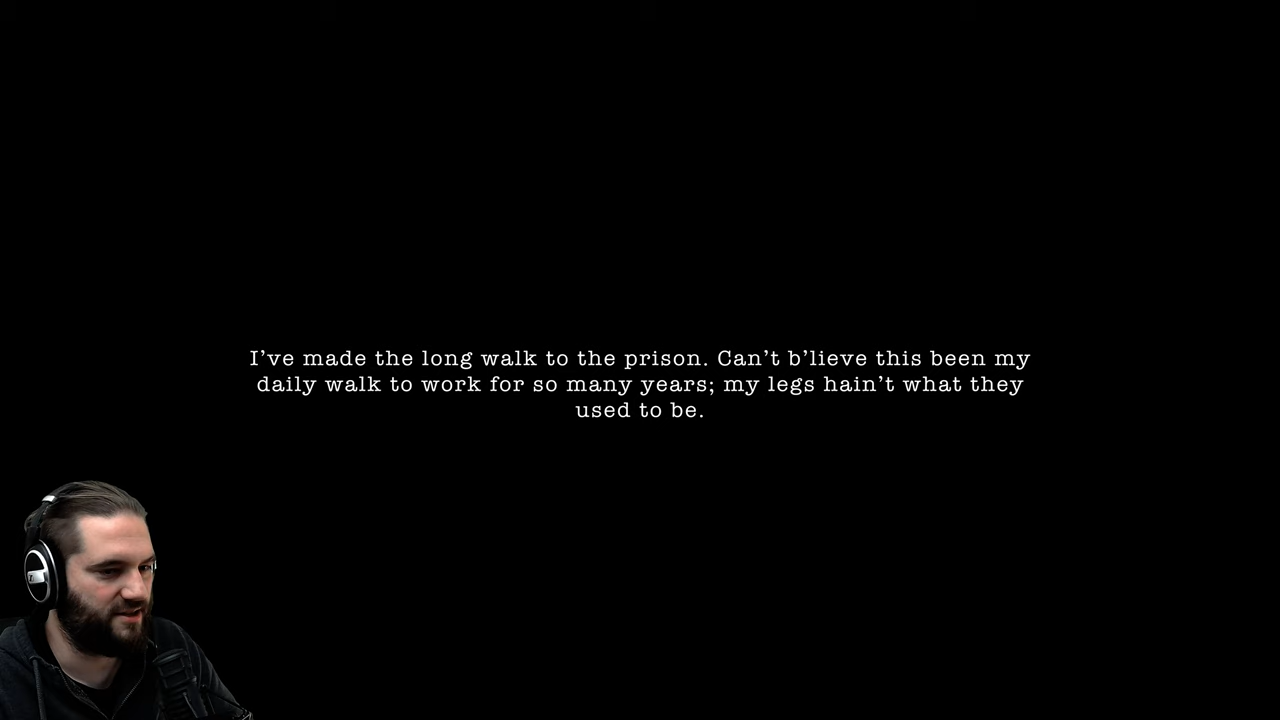 I’ve made the long walk to the prison. Can’t b’lieve this been my
daily walk to work for so many years; my legs hain’t what they
used to be.